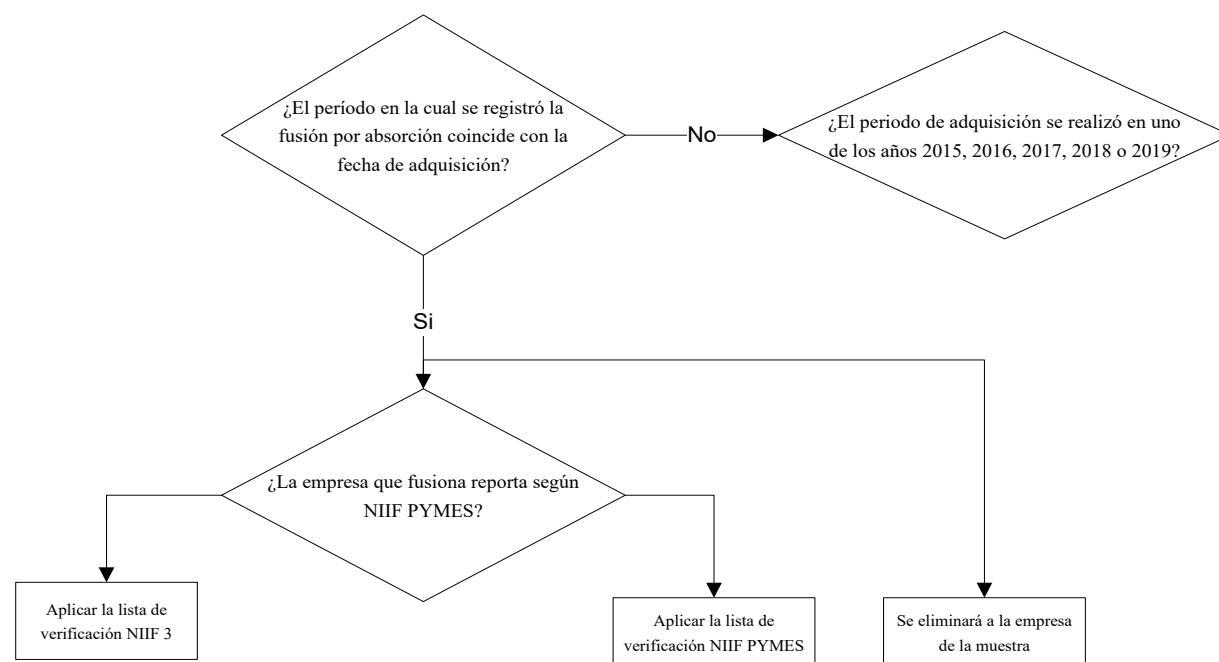 ¿El período en la cual se registró la
fusión por absorción coincide con la
fecha de adquisición?
No
¿El periodo de adquisición se realizó en uno
de los años 2015, 2016, 2017, 2018 o 2019?
Si
¿La empresa que fusiona reporta según
NIIF PYMES?
Aplicar la lista de
verificación NIIF 3
Aplicar la lista de
verificación NIIF PYMES
Se eliminará a la empresa
de la muestra